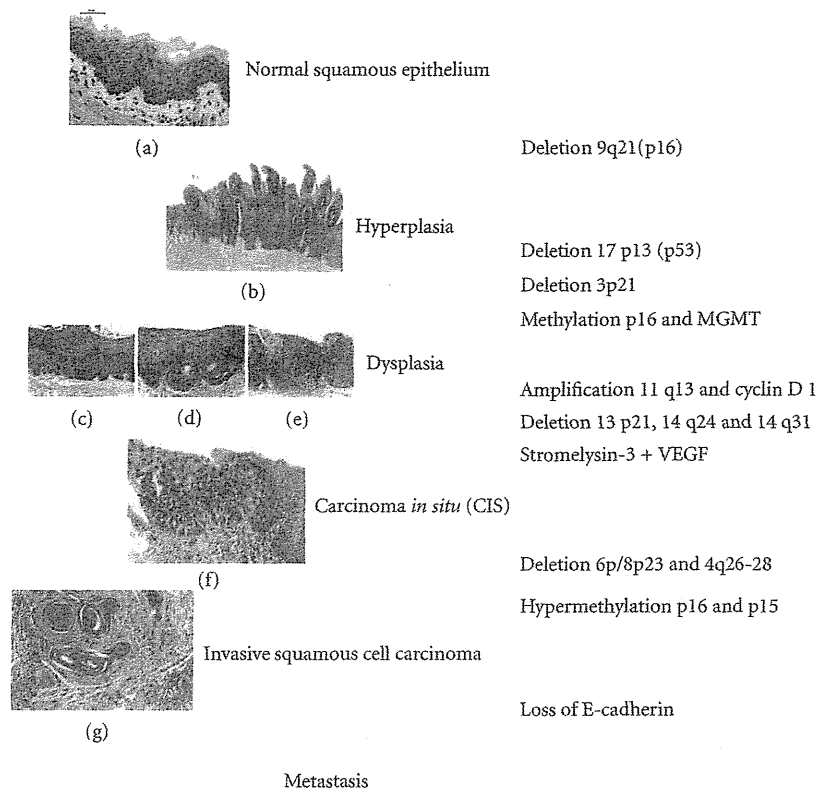 Normal squamous epithelium
(a)
Deletion 9q21(p16)
Hyperplasia
(b)
Deletion 17 p13 (p53)
Deletion 3p21
Methylation p16 and MGMT
Dysplasia
(c) (d) (e)
Amplification 11 q13 and cyclin D 1
Deletion 13 p21, 14 q24 and 14 q31
Stromelysin-3 + VEGF
Carcinoma in situ (CIS)
(f)
Deletion 6p/8p23 and 4q26-28
Hypermethylation p16 and p15
Invasive squamous cell carcinoma
(g)
Loss of E-cadherin
Metastasis